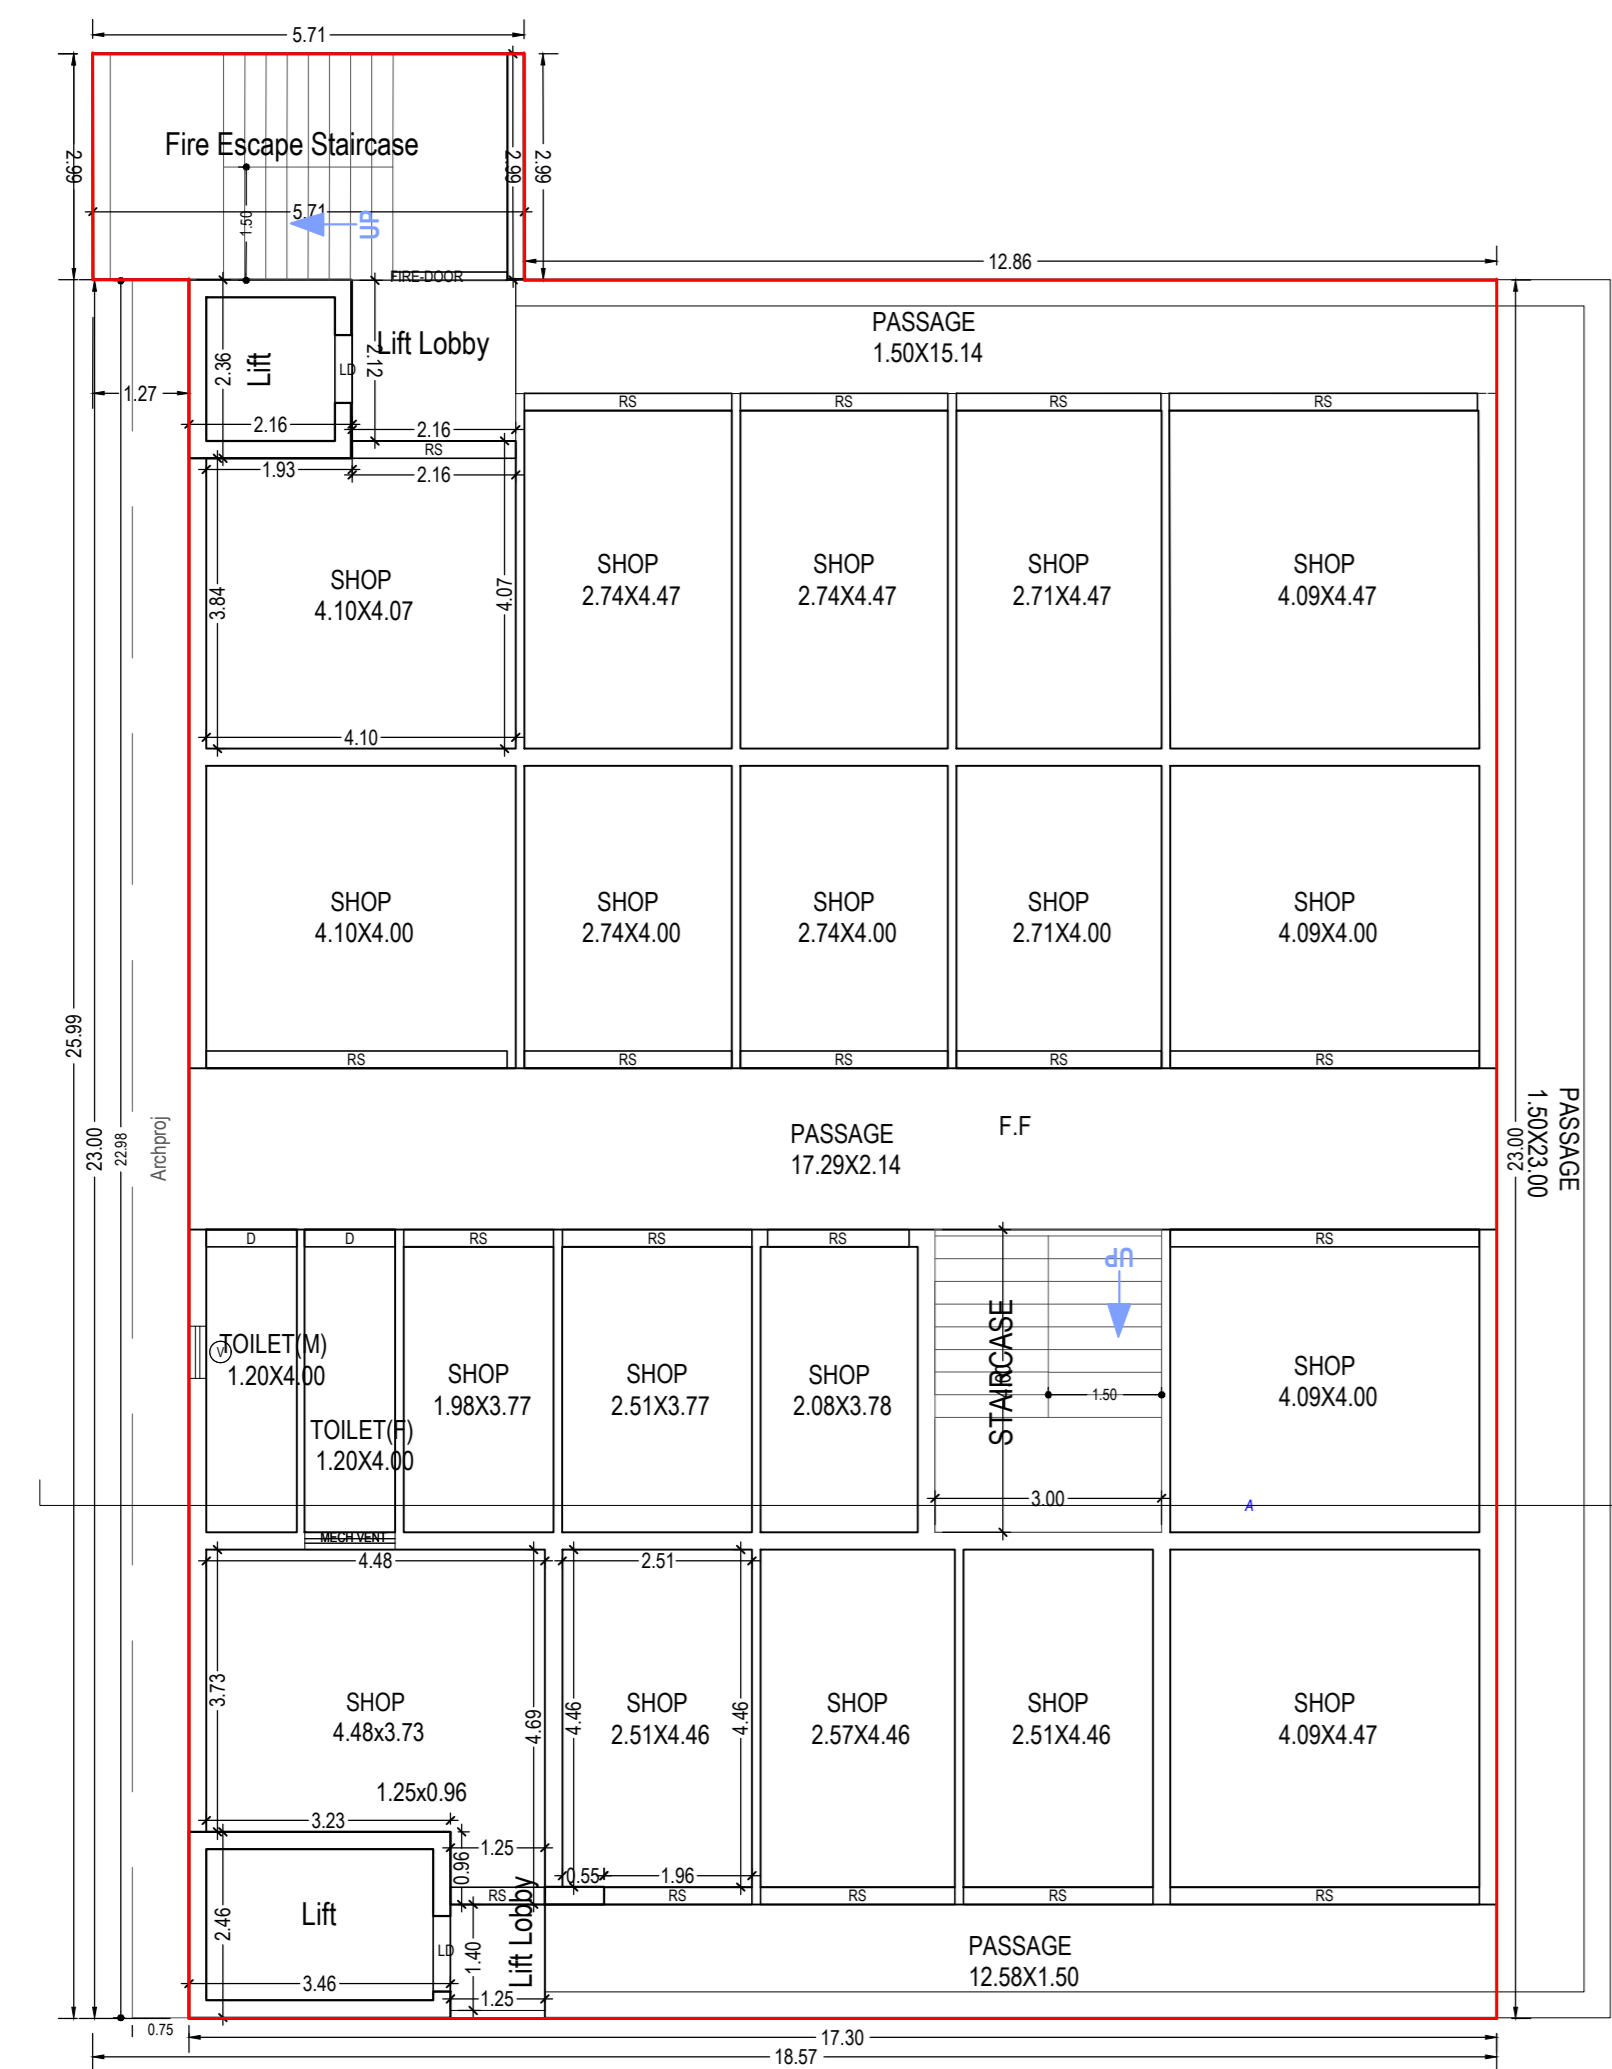 5.71
Fire Escape Staircase
2.99
2.99
2.99
5.71
1.50
UP
FIRE-DOOR
12.86
PASSAGE
1.50X15.14
Lift Lobby
Lift
2.36
LD
2.12
1.27
2.16
2.16
RS
RS
RS
RS
RS
1.93
2.16
SHOP
4.10X4.07
3.84
4.07
4.10
SHOP
2.74X4.47
SHOP
2.74X4.47
SHOP
2.71X4.47
SHOP
4.09X4.47
SHOP
4.10X4.00
SHOP
2.74X4.00
SHOP
2.74X4.00
SHOP
2.71X4.00
SHOP
4.09X4.00
RS
RS
RS
RS
RS
25.99
23.00
22.98
Archproj
PASSAGE
17.29X2.14
F.F
23.00
PASSAGE
1.50X23.00
D
D
RS
RS
RS
RS
UP
V
TOILET(M)
1.20X4.00
TOILET(F)
1.20X4.00
SHOP
1.98X3.77
SHOP
2.51X3.77
SHOP
2.08X3.78
STAIRCASE
1.50
3.00
SHOP
4.09X4.00
A
MECH VENT
4.48
2.51
3.73
4.69
4.46
4.46
SHOP
4.48x3.73
1.25x0.96
SHOP
2.51X4.46
SHOP
2.57X4.46
SHOP
2.51X4.46
SHOP
4.09X4.47
3.23
1.25
0.96
0.55
1.96
RS
RS
RS
RS
RS
Lift
2.46
LD
1.40
Lift Lobby
3.46
1.25
PASSAGE
12.58X1.50
0.75
17.30
18.57